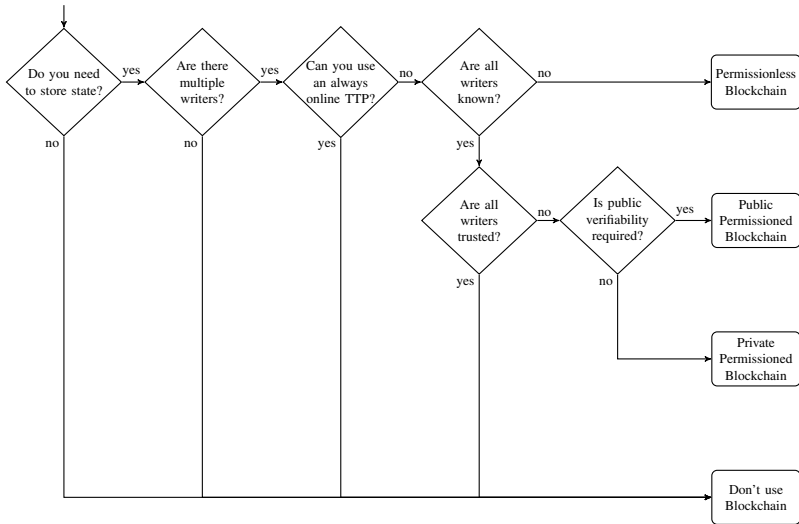 Do you need
to store state?
yes
no
Are there
multiple
writers?
yes
no
Can you use
an always
online TTP?
no
yes
Are all
writers
known?
no
yes
Permissionless
Blockchain
Are all
writers
trusted?
no
yes
Is public
verifiability
required?
yes
no
Public
Permissioned
Blockchain
Private
Permissioned
Blockchain
Don't use
Blockchain